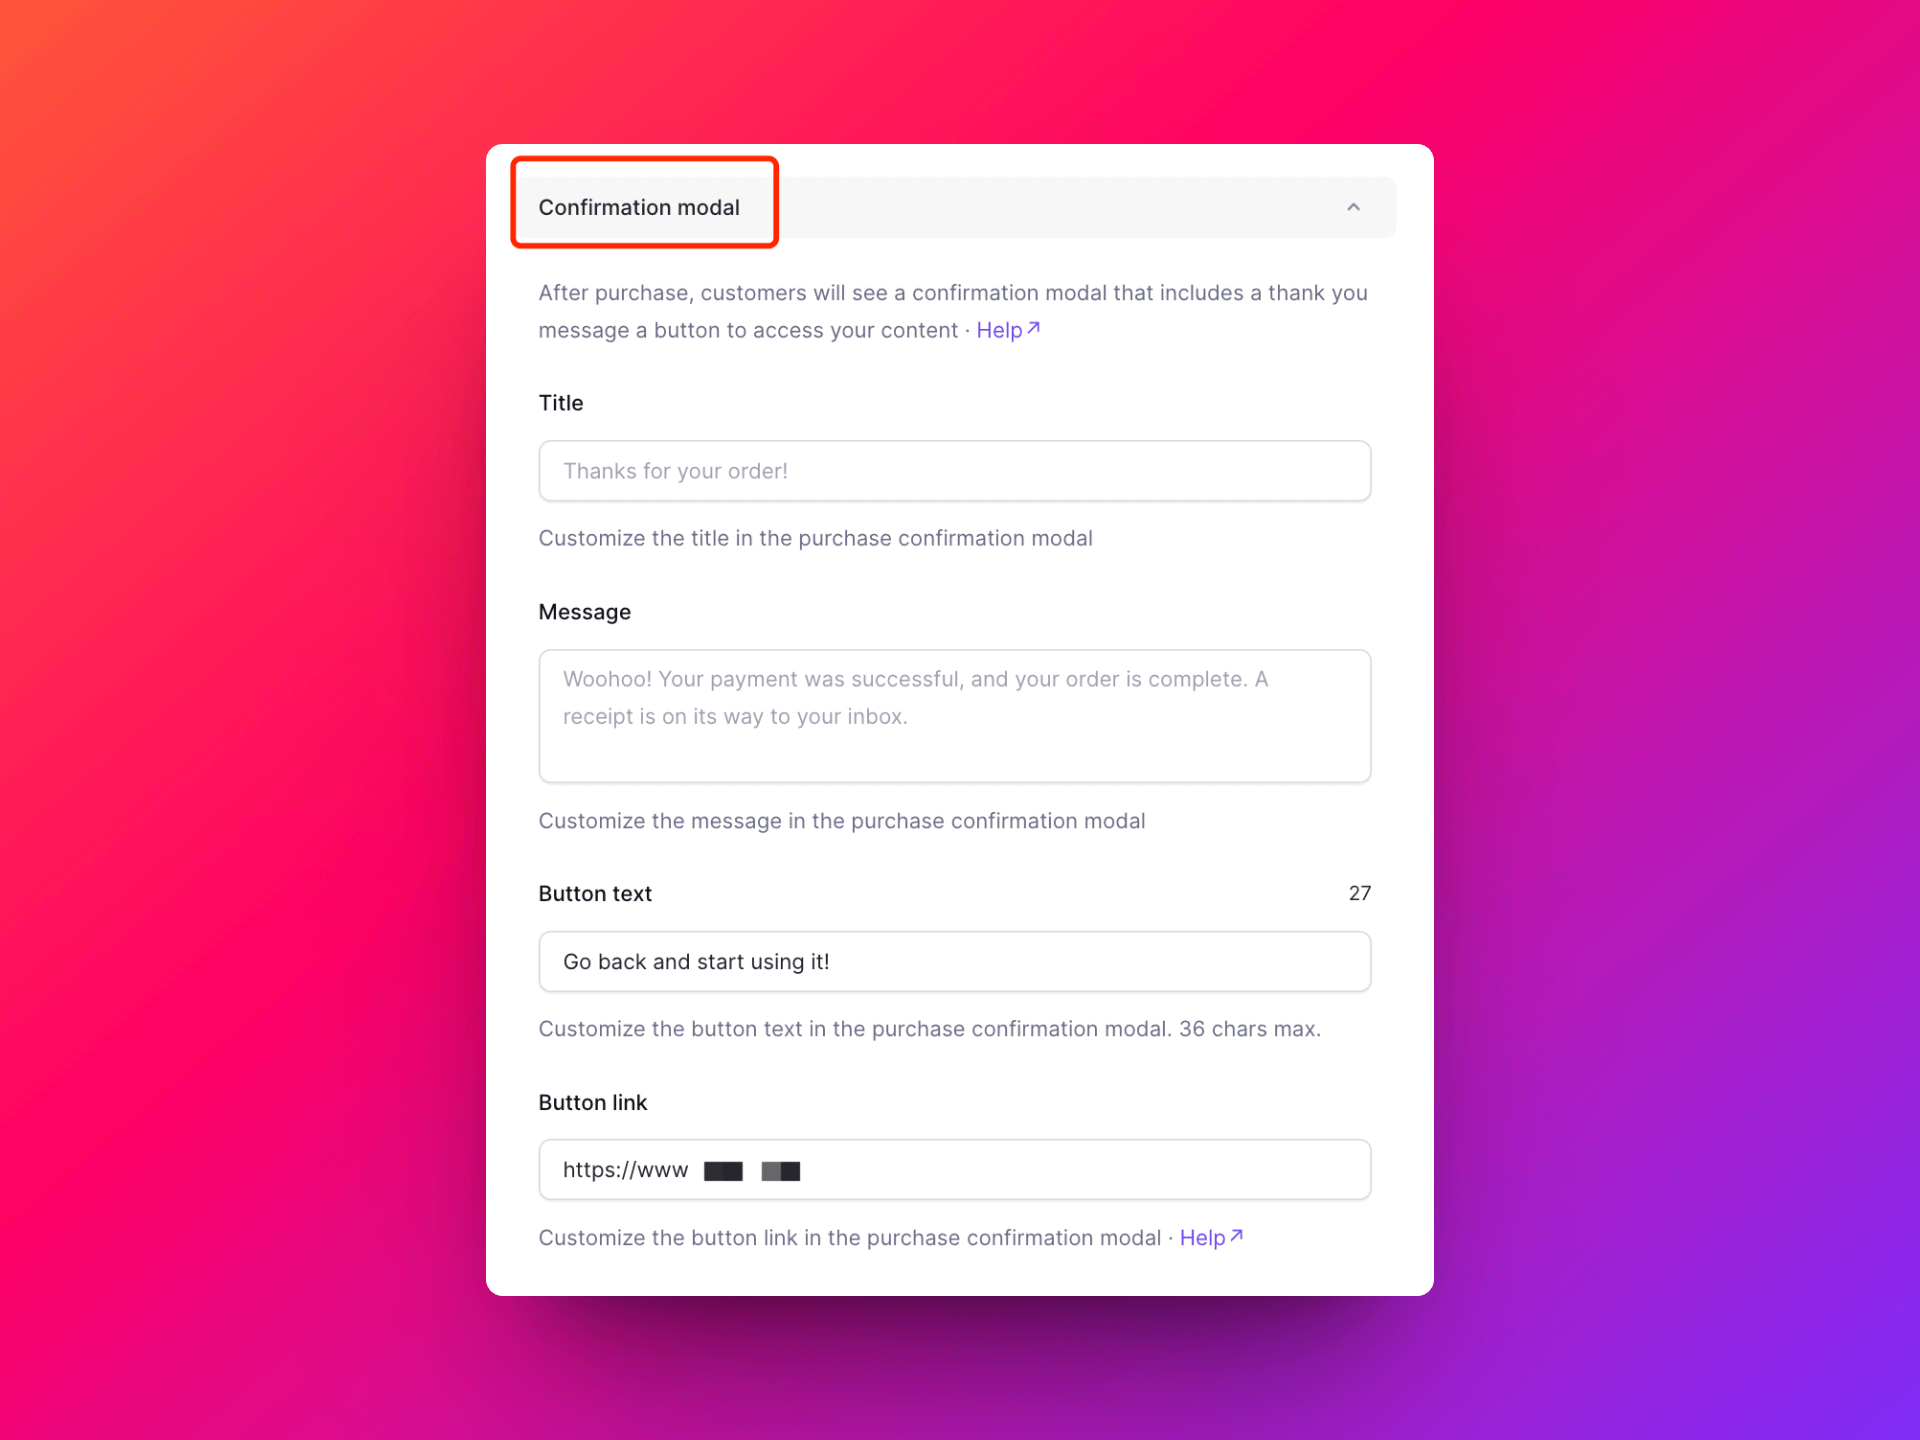 Confirmation modal
After purchase, customers will see a confirmation modal that includes a thank you
message a button to access your content · Help↗
Title
Thanks for your order!
Customize the title in the purchase confirmation modal
Message
Woohoo! Your payment was successful, and your order is complete. A
receipt is on its way to your inbox.
Customize the message in the purchase confirmation modal
Button text 27
Go back and start using it!
Customize the button text in the purchase confirmation modal. 36 chars max.
Button link
https://www
Customize the button link in the purchase confirmation modal · Help↗